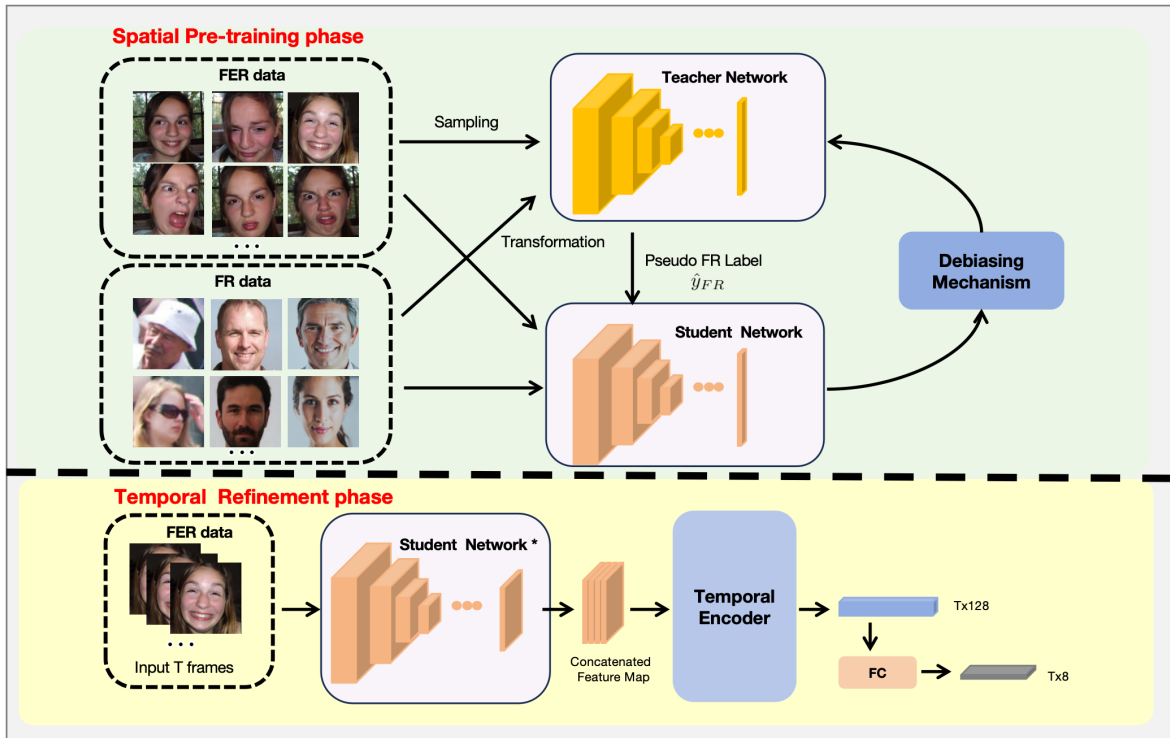 Spatial Pre-training phase
FER data
• • •
FR data
• • •
Sampling
Transformation
Teacher Network
Pseudo FR Label
ŷ_FR
Student Network
Debiasing
Mechanism
Temporal Refinement phase
FER data
• • •
Input T frames
Student Network *
Concatenated
Feature Map
Temporal
Encoder
Tx128
FC
Tx8